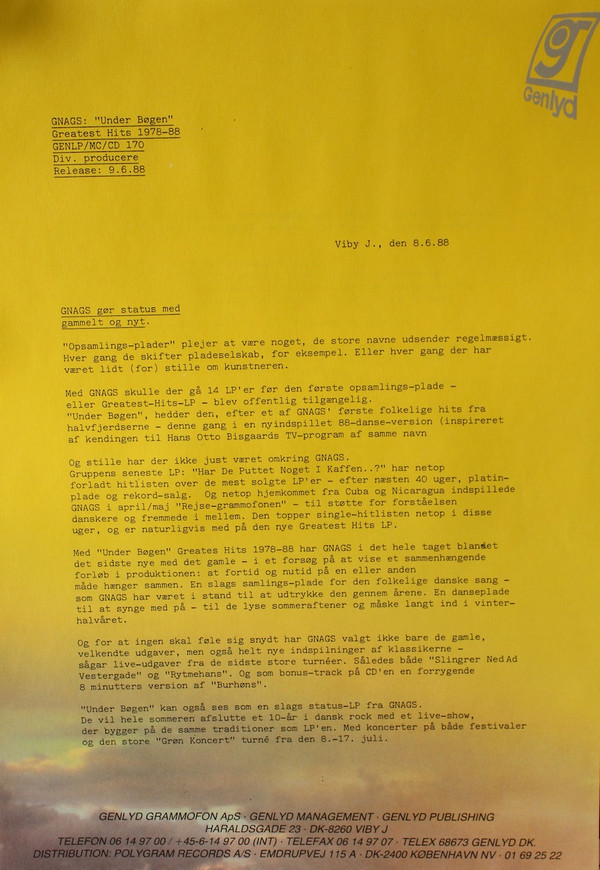 gr
Genlyd
GNAGS: "Under Bøgen"
Greatest Hits 1978-88
GENLP/MC/CD 170
Div. producere
Release: 9.6.88
Viby J., den 8.6.88
GNAGS gør status med
gammelt og nyt.
"Opsamlings-plader" plejer at være noget, de store navne udsender regelmæssigt.
Hver gang de skifter pladeselskab, for eksempel. Eller hver gang der har
været lidt (for) stille om kunstneren.
Med GNAGS skulle der gå 14 LP'er før den første opsamlings-plade -
eller Greatest-Hits-LP - blev offentlig tilgængelig.
"Under Bøgen", hedder den, efter et af GNAGS' første folkelige hits fra
halvfjerdserne - denne gang i en nyindspillet 88-danse-version (inspireret
af kendingen til Hans Otto Bisgaards TV-program af samme navn
Og stille har der ikke just været omkring GNAGS.
Gruppens seneste LP: "Har De Puttet Noget I Kaffen..?" har netop
forladt hitlisten over de mest solgte LP'er - efter næsten 40 uger, platin-
plade og rekord-salg. Og netop hjemkommet fra Cuba og Nicaragua indspillede
GNAGS i april/maj "Rejse-grammofonen" - til støtte for forståelsen
danskere og fremmede i mellem. Den topper single-hitlisten netop i disse
uger, og er naturligvis med på den nye Greatest Hits LP.
Med "Under Bøgen" Greates Hits 1978-88 har GNAGS i det hele taget blandet
det sidste nye med det gamle - i et forsøg på at vise et sammenhængende
forløb i produktionen: at fortid og nutid på en eller anden
måde hænger sammen. En slags samlings-plade for den folkelige danske sang -
som GNAGS har været i stand til at udtrykke den gennem årene. En danseplade
til at synge med på - til de lyse sommeraftener og måske langt ind i vinter-
halvåret.
Og for at ingen skal føle sig snydt har GNAGS valgt ikke bare de gamle,
velkendte udgaver, men også helt nye indspilninger af klassikerne -
sågar live-udgaver fra de sidste store turnéer. Således både "Slingrer Ned Ad
Vestergade" og "Rytmehans". Og som bonus-track på CD'en en forrygende
8 minutters version af "Burhøns".
"Under Bøgen" kan også ses som en slags status-LP fra GNAGS.
De vil hele sommeren afslutte et 10-år i dansk rock med et live-show,
der bygger på de samme traditioner som LP'en. Med koncerter på både festivaler
og den store "Grøn Koncert" turné fra den 8.-17. juli.
GENLYD GRAMMOFON ApS · GENLYD MANAGEMENT · GENLYD PUBLISHING
HARALDSGADE 23 · DK-8260 VIBY J
TELEFON 06 14 97 00 / +45-6-14 97 00 (INT) · TELEFAX 06 14 97 07 · TELEX 68673 GENLYD DK.
DISTRIBUTION: POLYGRAM RECORDS A/S · EMDRUPVEJ 115 A · DK-2400 KØBENHAVN NV · 01 69 25 22